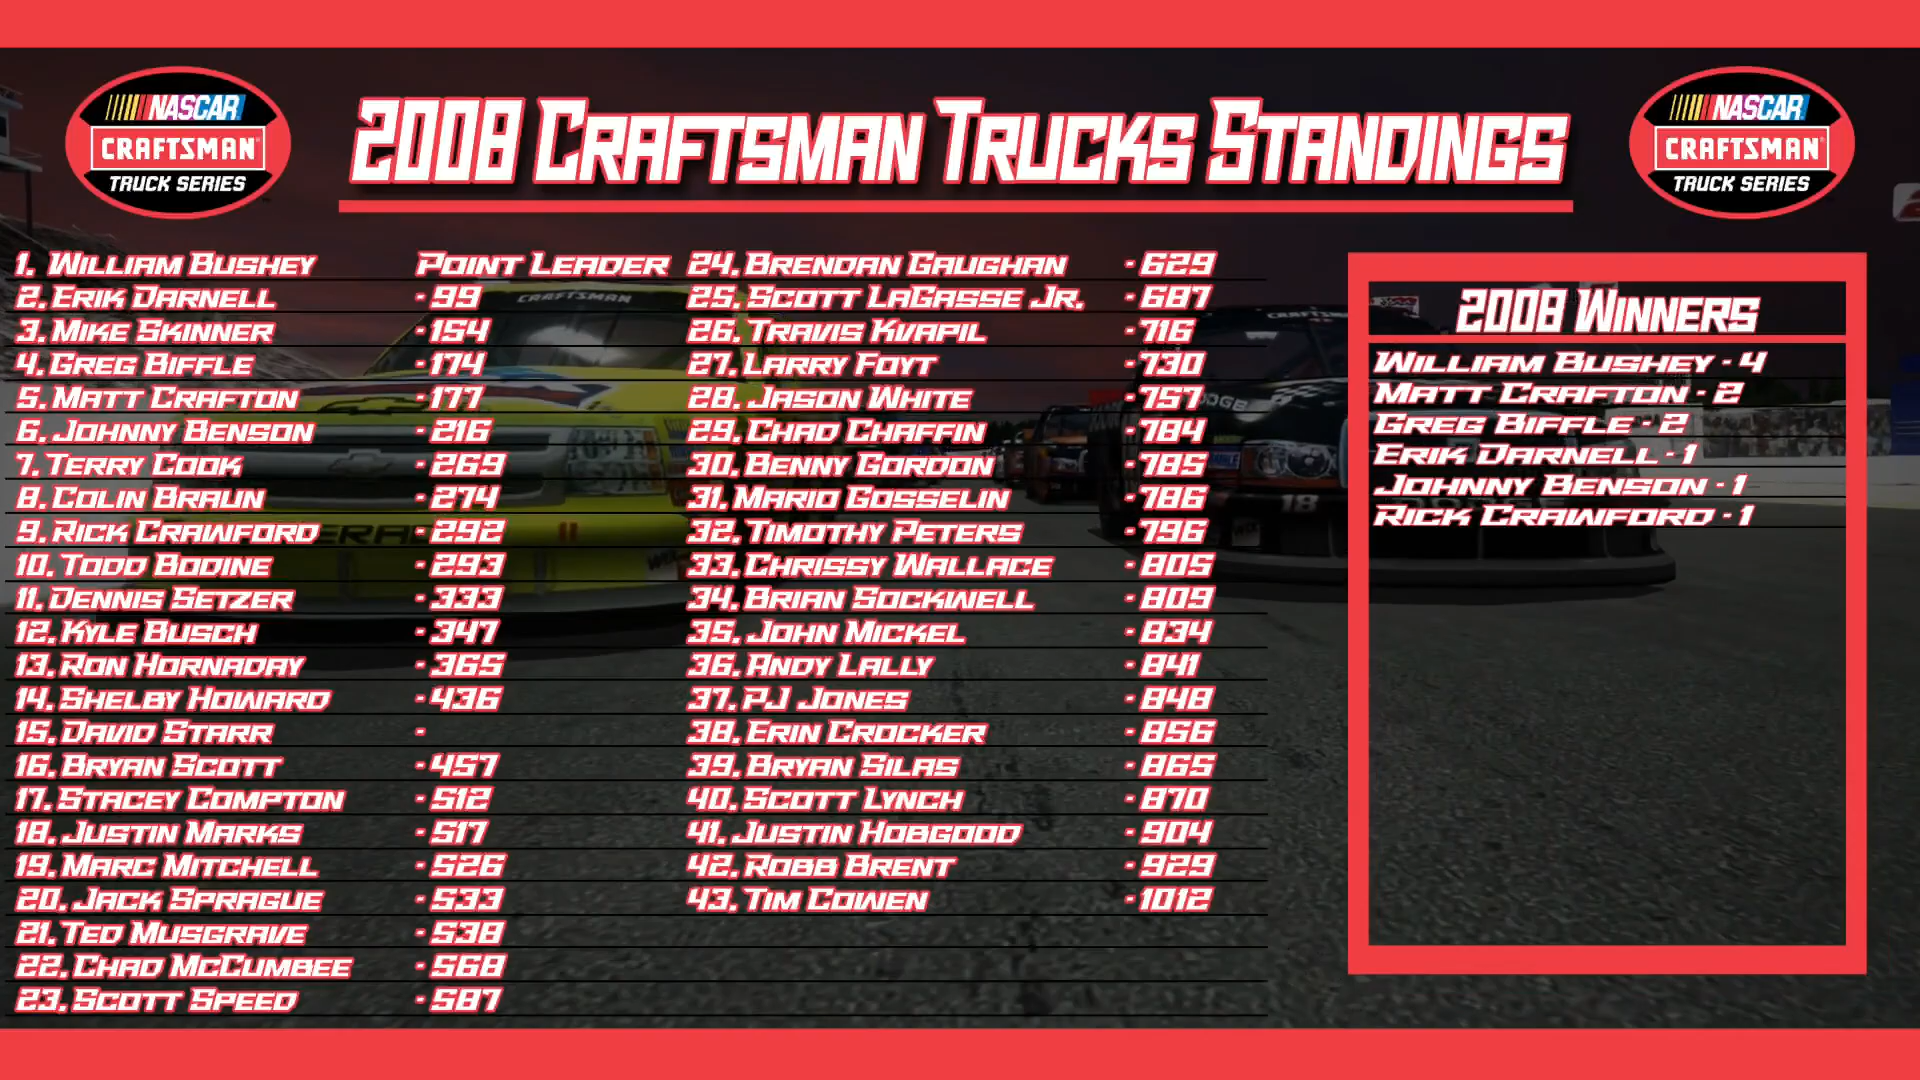 NASCAR
CRAFTSMAN
TRUCK SERIES
2008 Craftsman Trucks Standings
NASCAR
CRAFTSMAN
TRUCK SERIES
1. William Bushey Point Leader
2. Erik Darnell -99
3. Mike Skinner -154
4. Greg Biffle -174
5. Matt Crafton -177
6. Johnny Benson -216
7. Terry Cook -269
8. Colin Braun -274
9. Rick Crawford -292
10. Todd Bodine -293
11. Dennis Setzer -333
12. Kyle Busch -347
13. Ron Hornaday -365
14. Shelby Howard -436
15. David Starr -
16. Bryan Scott -457
17. Stacey Compton -512
18. Justin Marks -517
19. Marc Mitchell -526
20. Jack Sprague -533
21. Ted Musgrave -538
22. Chad McCumbee -568
23. Scott Speed -587
24. Brendan Gaughan -629
25. Scott LaGasse Jr. -687
26. Travis Kvapil -716
27. Larry Foyt -730
28. Jason White -757
29. Chad Chaffin -784
30. Benny Gordon -785
31. Mario Gosselin -786
32. Timothy Peters -796
33. Chrissy Wallace -805
34. Brian Sockwell -809
35. John Mickel -834
36. Andy Lally -841
37. PJ Jones -848
38. Erin Crocker -856
39. Bryan Silas -865
40. Scott Lynch -870
41. Justin Hobgood -904
42. Robb Brent -929
43. Tim Cowen -1012
2008 Winners
William Bushey - 4
Matt Crafton - 2
Greg Biffle - 2
Erik Darnell - 1
Johnny Benson - 1
Rick Crawford - 1
CRAFTSMAN
DODGE
18
DODGE